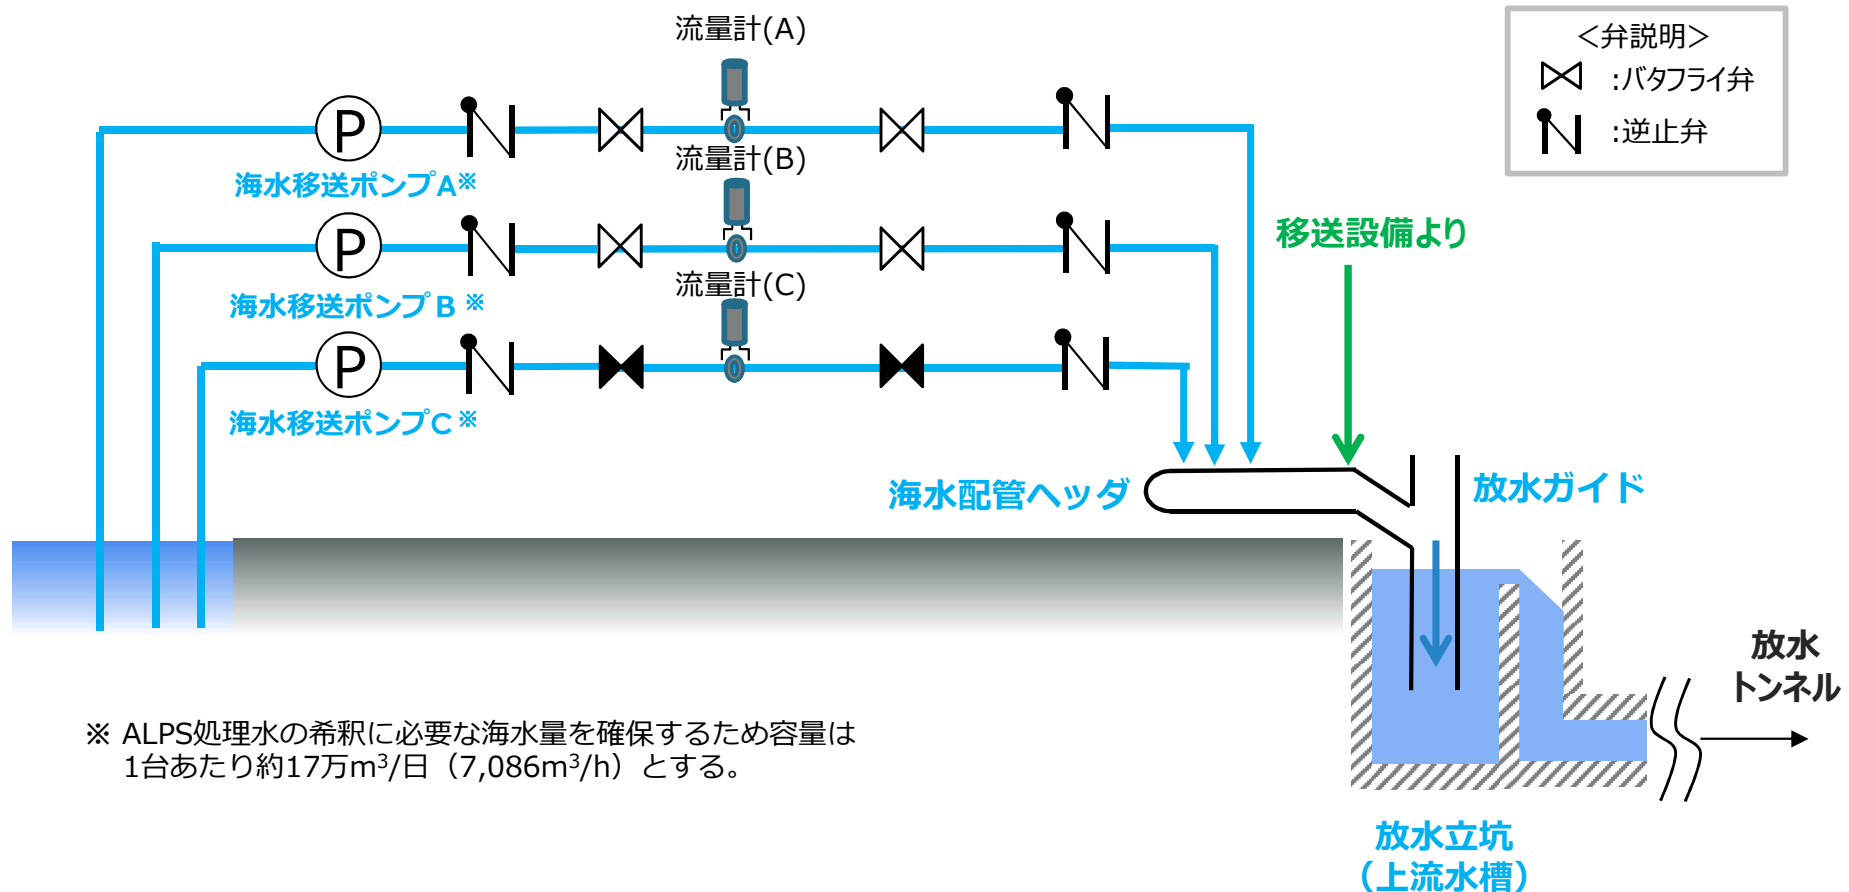 流量計(A)
<弁説明>
:バタフライ弁
:逆止弁
P
海水移送ポンプA※
流量計(B)
P
海水移送ポンプB※
流量計(C)
P
海水移送ポンプC※
移送設備より
海水配管ヘッダ
放水ガイド
放水
トンネル
※ ALPS処理水の希釈に必要な海水量を確保するため容量は
1台あたり約17万m³/日（7,086m³/h）とする。
放水立坑
（上流水槽）